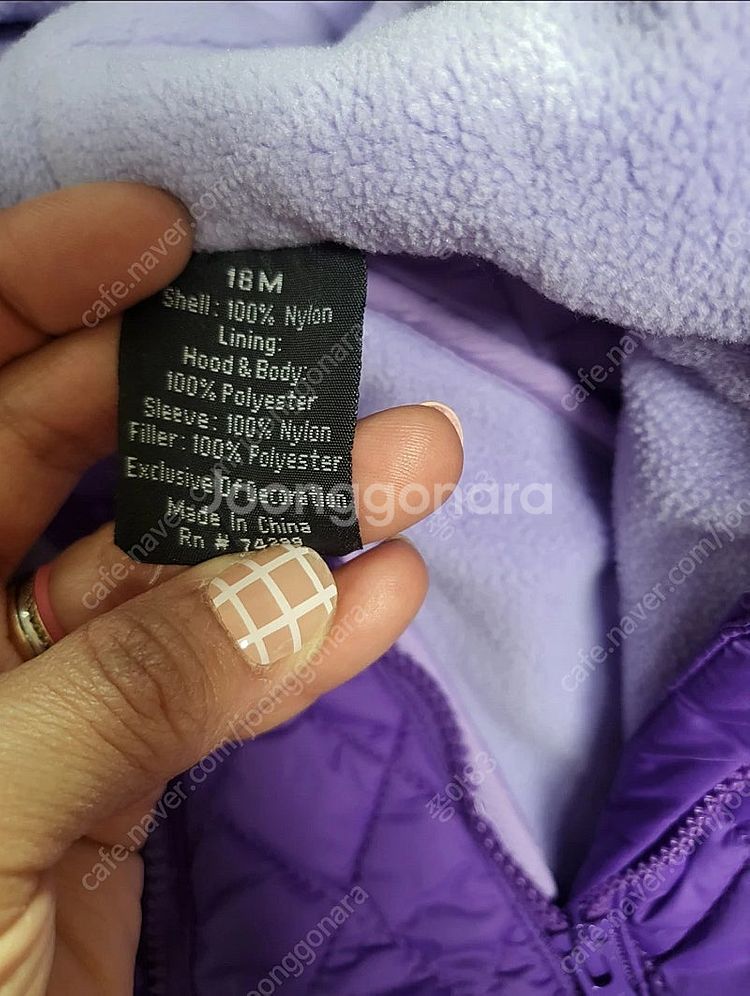 18M
Shell: 100% Nylon
Lining:
Hood & Body:
100% Polyester
Sleeve: 100% Nylon
Filler: 100% Polyester
Exclusive Of Decoration
Made In China
Rn #
Joonggonara
cafe.naver.com/joonggonara